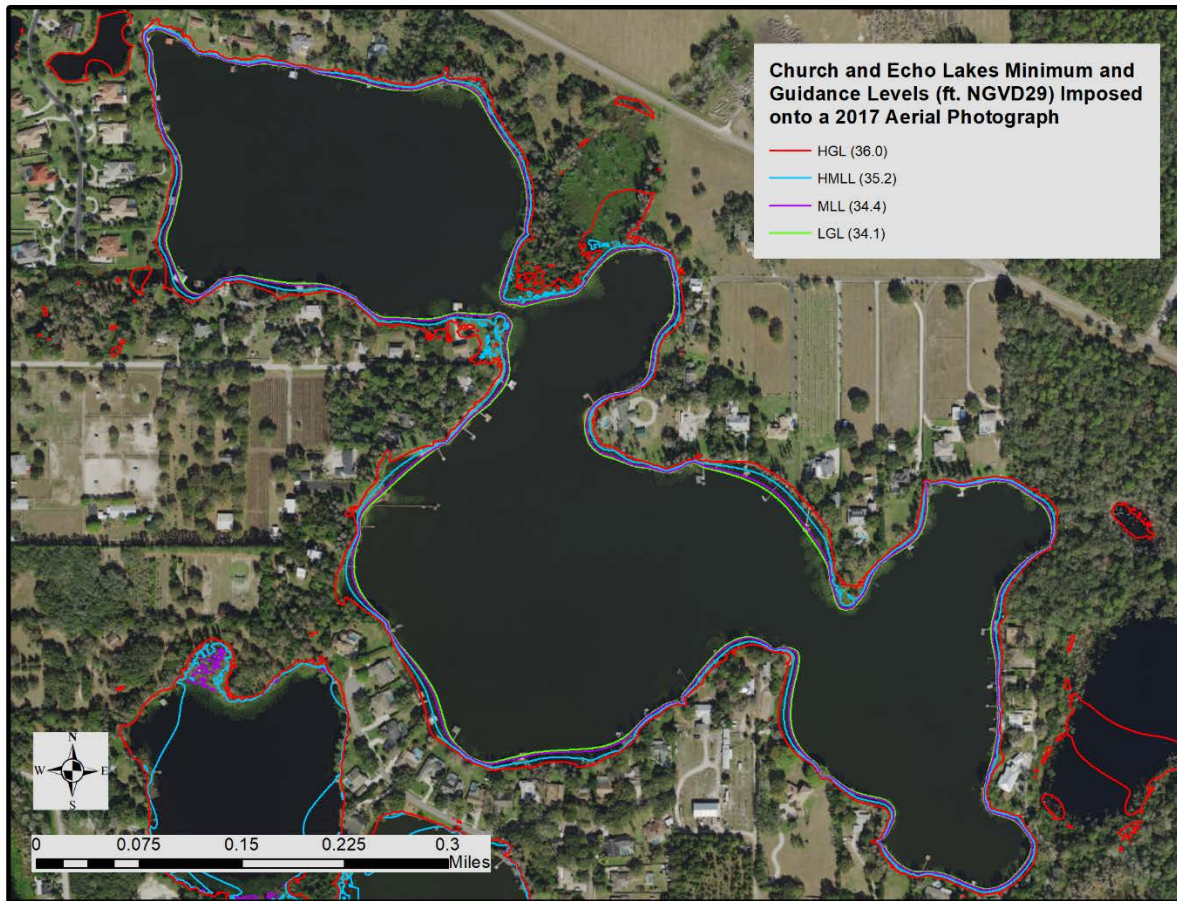 Church and Echo Lakes Minimum and
Guidance Levels (ft. NGVD29) Imposed
onto a 2017 Aerial Photograph
HGL (36.0)
HMLL (35.2)
MLL (34.4)
LGL (34.1)
N
W E
S
0 0.075 0.15 0.225 0.3
Miles